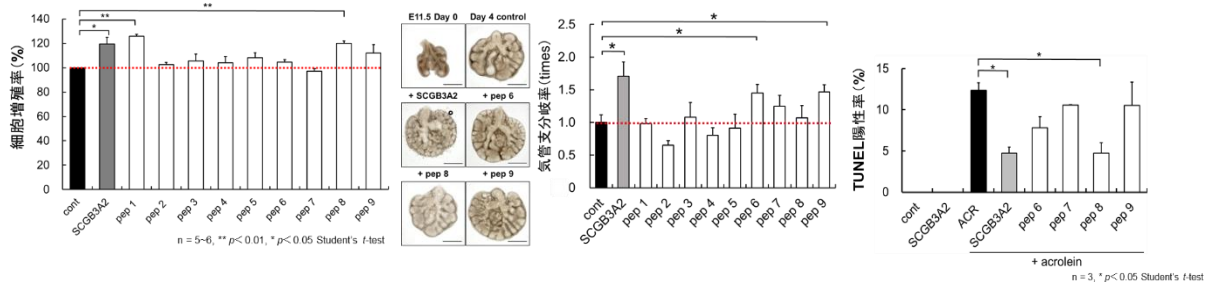 細胞増殖率 (%)
140
120
100
80
60
40
20
0
**
**
*
cont
SCGB3A2
pep 1
pep 2
pep 3
pep 4
pep 5
pep 6
pep 7
pep 8
pep 9
n = 5~6, ** p< 0.01, * p< 0.05 Student's t-test
E11.5 Day 0
Day 4 control
+ SCGB3A2
+ pep 6
+ pep 8
+ pep 9
気管支分岐率(times)
2.5
2.0
1.5
1.0
0.5
0
*
*
*
cont
SCGB3A2
pep 1
pep 2
pep 3
pep 4
pep 5
pep 6
pep 7
pep 8
pep 9
TUNEL陽性率(%)
15
10
5
0
*
*
cont
SCGB3A2
ACR
SCGB3A2
pep 6
pep 7
pep 8
pep 9
+ acrolein
n = 3, * p< 0.05 Student's t-test